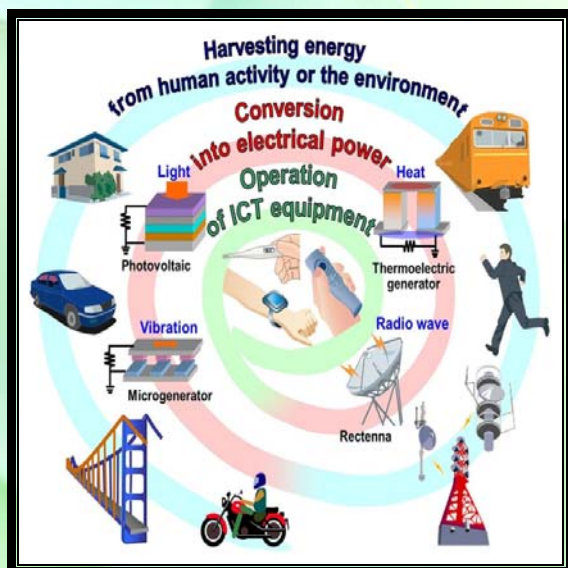 Harvesting energy
from human activity or the environment
Conversion
into electrical power
Operation
of ICT equipment
Light
Photovoltaic
Heat
Thermoelectric
generator
Vibration
Microgenerator
Radio wave
Rectenna